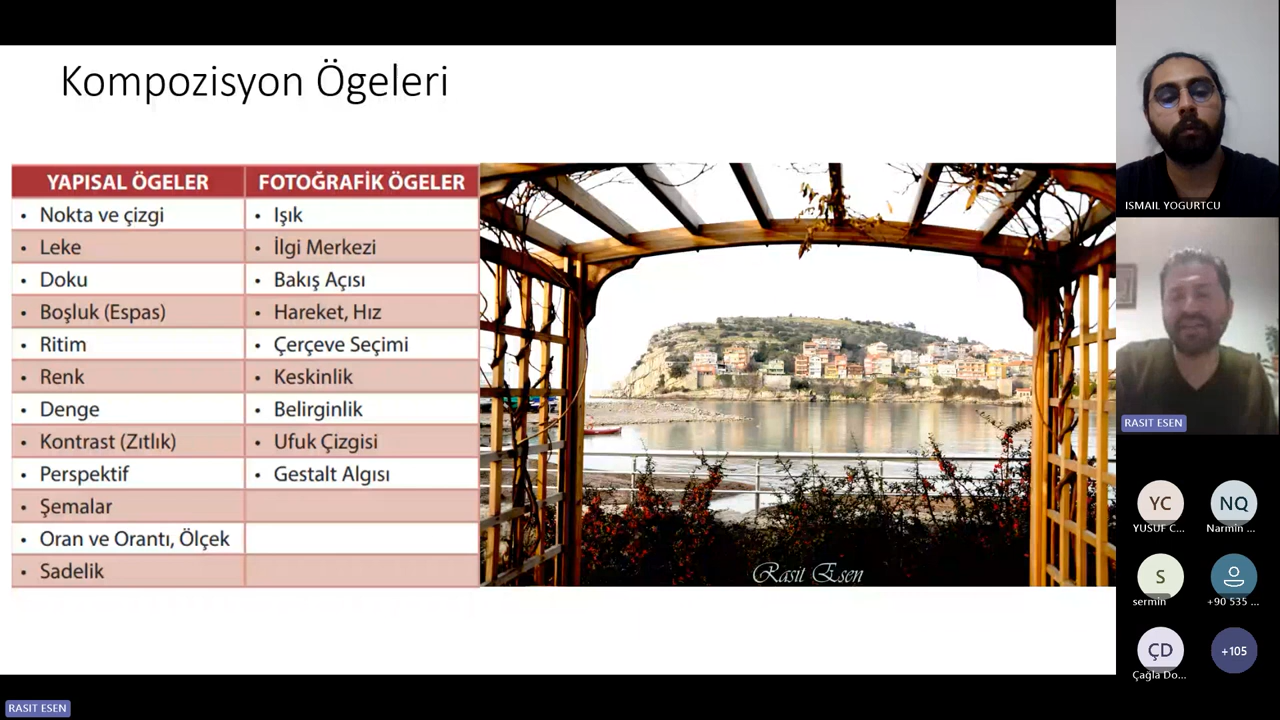 Kompozisyon Ögeleri
YAPISAL ÖGELER
• Nokta ve çizgi
• Leke
• Doku
• Boşluk (Espas)
• Ritim
• Renk
• Denge
• Kontrast (Zıtlık)
• Perspektif
• Şemalar
• Oran ve Orantı, Ölçek
• Sadelik
FOTOĞRAFİK ÖGELER
• Işık
• İlgi Merkezi
• Bakış Açısı
• Hareket, Hız
• Çerçeve Seçimi
• Keskinlik
• Belirginlik
• Ufuk Çizgisi
• Gestalt Algısı
Rasit Esen
ISMAIL YOGURTCU
RASIT ESEN
YC
YUSUF C...
NQ
Narmin ...
S
sermin
+90 535 ...
ÇD
Çağla Do...
+105
RASIT ESEN